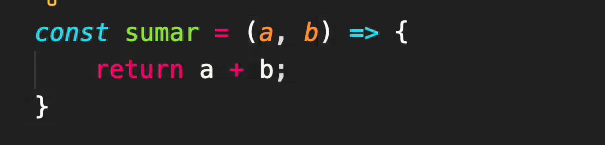 const sumar = (a, b) => {
    return a + b;
}